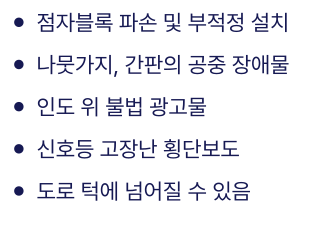 • 점자블록 파손 및 부적정 설치
• 나뭇가지, 간판의 공중 장애물
• 인도 위 불법 광고물
• 신호등 고장난 횡단보도
• 도로 턱에 넘어질 수 있음